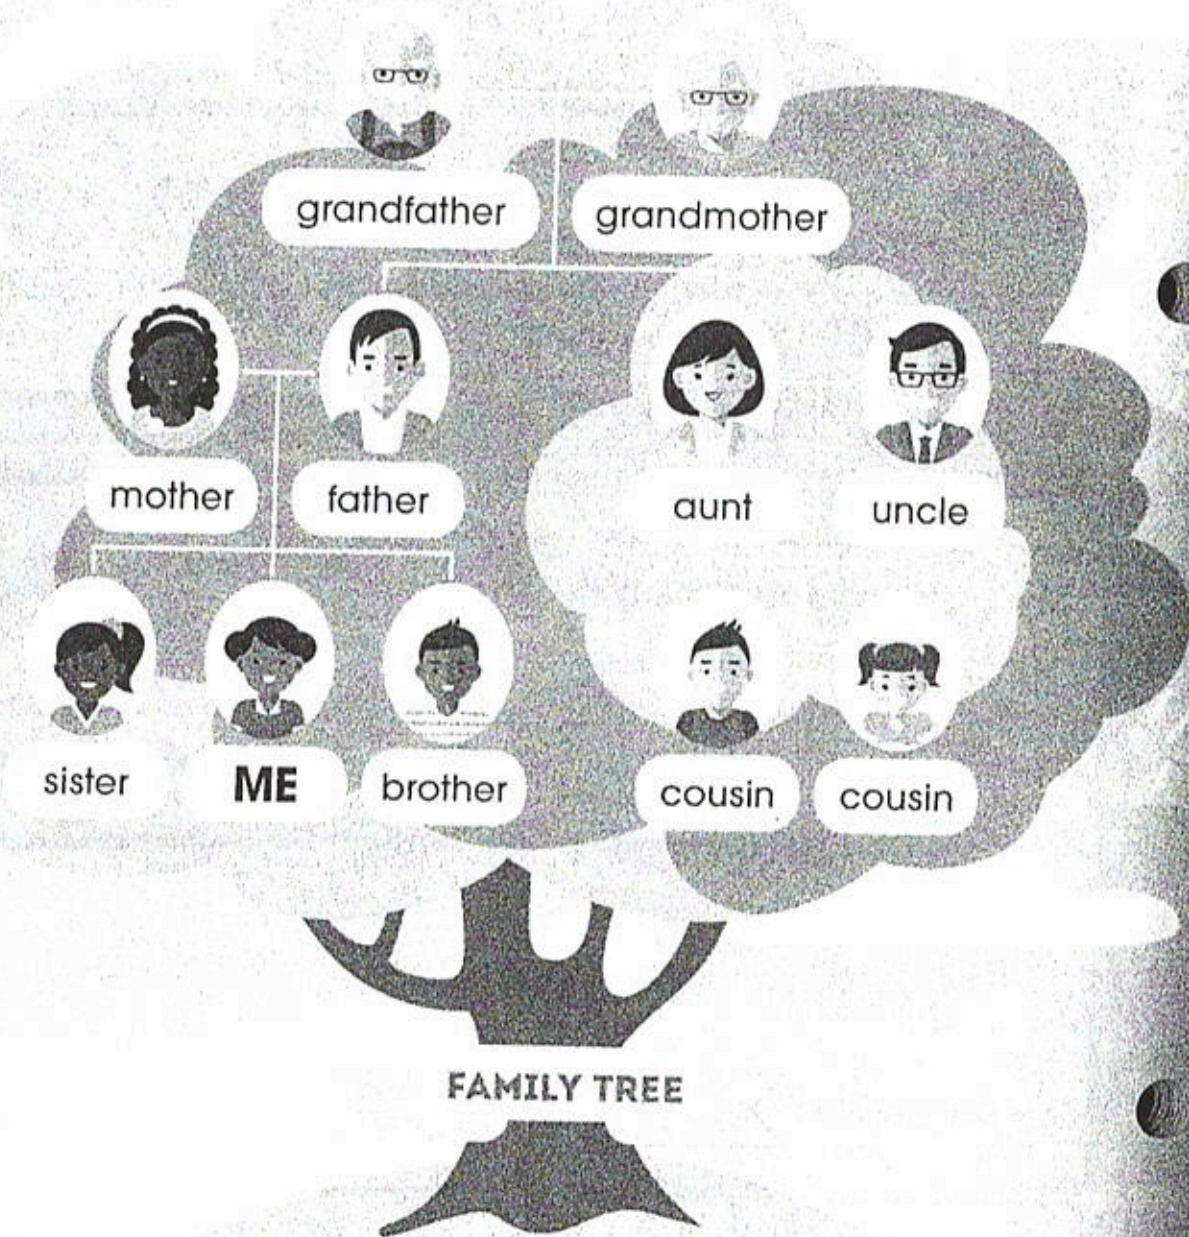 grandfather
grandmother
mother
father
aunt
uncle
sister
ME
brother
cousin
cousin
FAMILY TREE